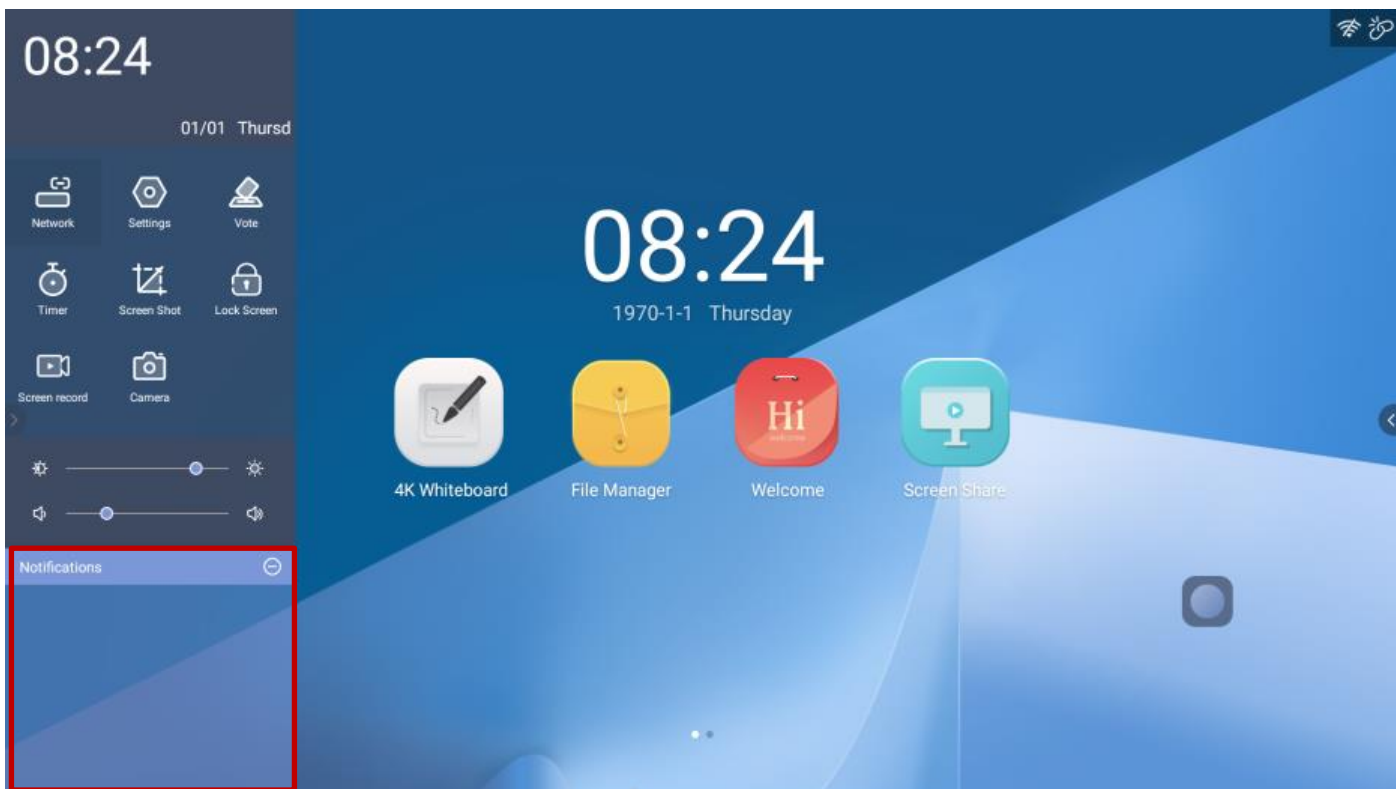 08:24
01/01 Thursd
Network Settings Vote
Timer Screen Shot Lock Screen
Screen record Camera
Notifications
08:24
1970-1-1 Thursday
4K Whiteboard File Manager Welcome Screen Share
Hi
welcome